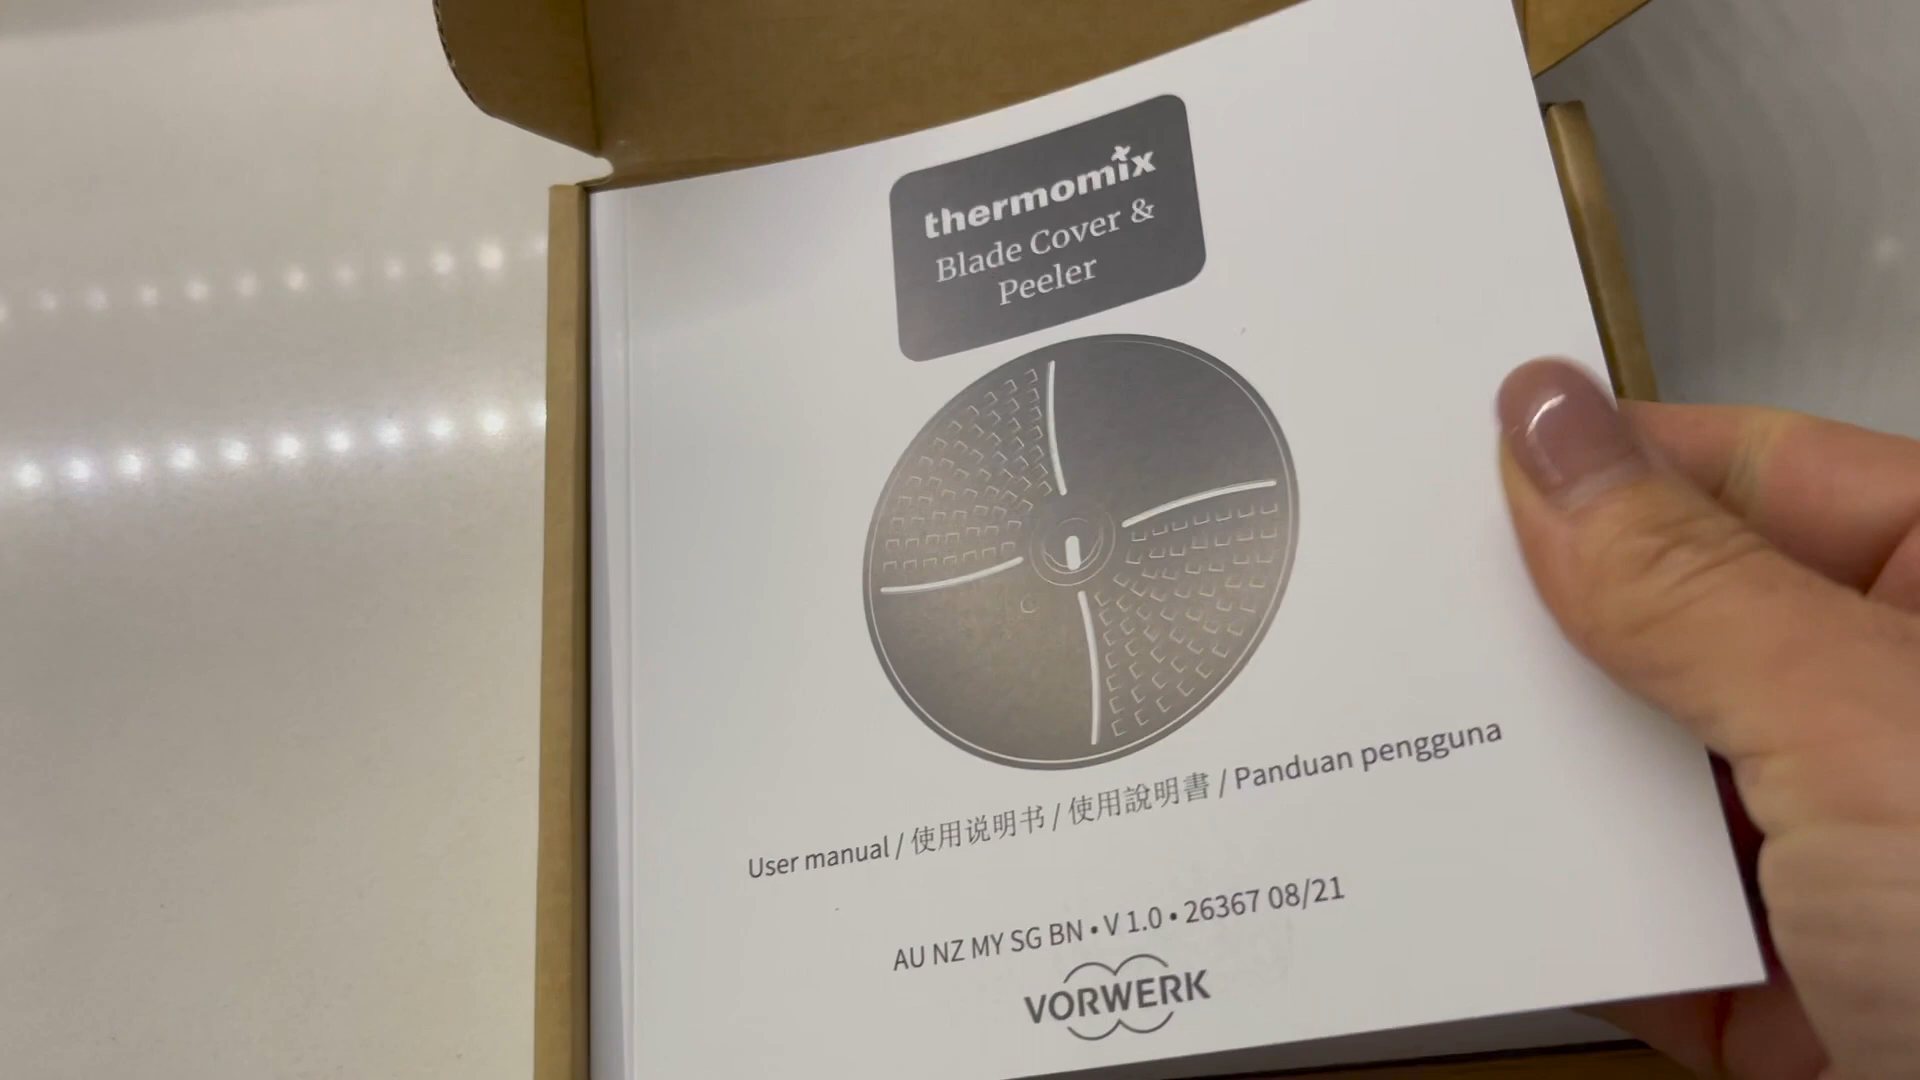 thermomix
Blade Cover &
Peeler
User manual / 使用说明书 / 使用說明書 / Panduan pengguna
AU NZ MY SG BN • V 1.0 • 26367 08/21
VORWERK